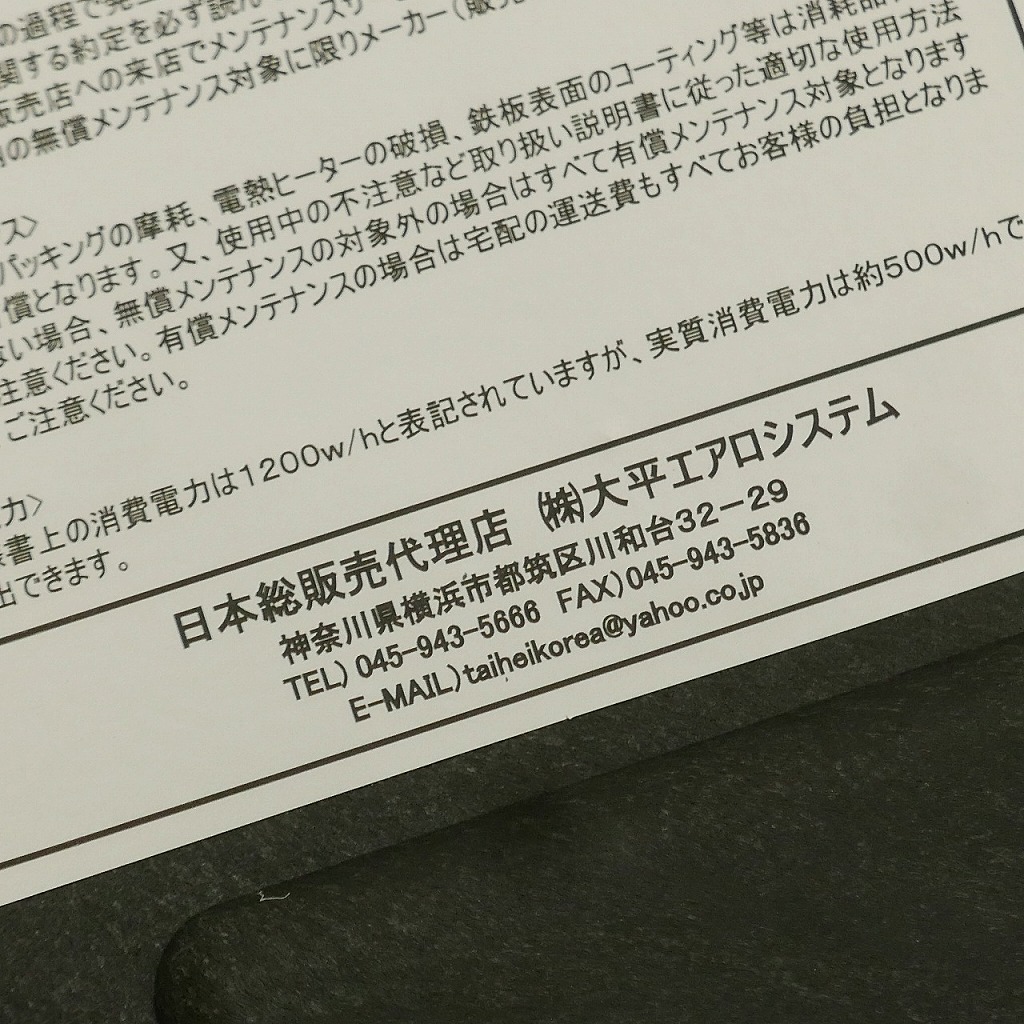 の過程で発生
関する約定を必ず読ん
販売店への来店でメンテナンスサー
の無償メンテナンス対象に限りメーカー(販売
ス>
パッキングの摩耗、電熱ヒーターの破損、鉄板表面のコーティング等は消耗品
償となります。又、使用中の不注意など取り扱い説明書に従った適切な使用方法
ない場合、無償メンテナンスの対象外の場合はすべて有償メンテナンス対象となります
注意ください。有償メンテナンスの場合は宅配の運送費もすべてお客様の負担となりま
ご注意ください。
力>
書上の消費電力は1200w/hと表記されていますが、実質消費電力は約500w/hで
出できます。
日本総販売代理店 ㈱大平エアロシステム
神奈川県横浜市都筑区川和台32-29
TEL) 045-943-5666 FAX)045-943-5836
E-MAIL)taiheikorea@yahoo.co.jp